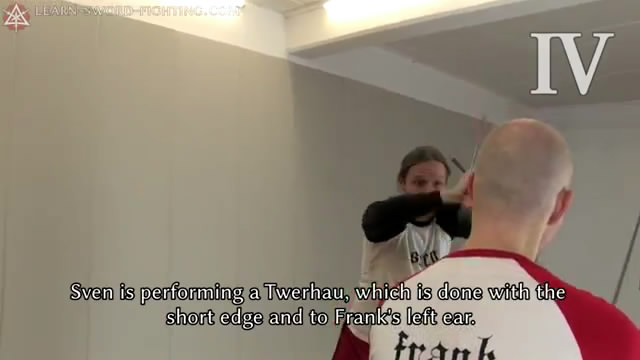 LEARN-SWORD-FIGHTING.COM
IV
Sven is performing a Twerhau, which is done with the
short edge and to Frank's left ear.
frank